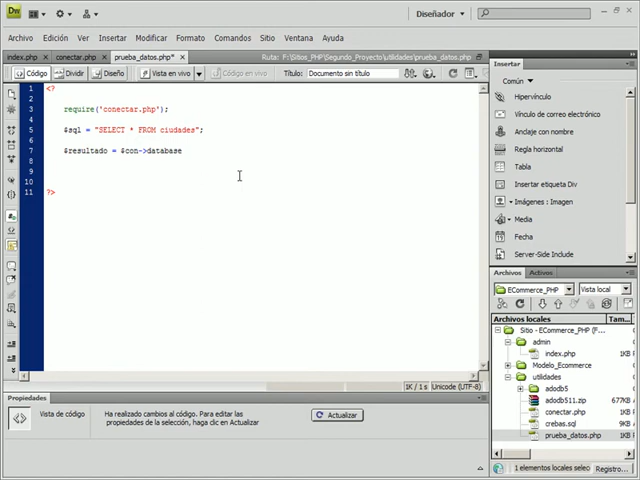 Dw
Diseñador
Archivo Edición Ver Insertar Modificar Formato Comandos Sitio Ventana Ayuda
index.php × conectar.php × prueba_datos.php* ×
Ruta: F:\Sitios_PHP\Segundo_Proyecto\utilidades\prueba_datos.php
Código Dividir Diseño Vista en vivo Código en vivo Título: Documento sin título
1 <?
2
3 require('conectar.php');
4
5 $sql = "SELECT * FROM ciudades";
6
7 $resultado = $con->database
8
9
10
11 ?>
1K / 1 s Unicode (UTF-8)
Propiedades
Vista de código
Ha realizado cambios al código. Para editar las propiedades de la selección, haga clic en Actualizar
Actualizar
Insertar
Común
Hipervínculo
Vínculo de correo electrónico
Anclaje con nombre
Regla horizontal
Tabla
Insertar etiqueta Div
Imágenes : Imagen
Media
Fecha
Server-Side Include
Archivos Activos
ECommerce_PHP Vista local
Archivos locales Tam...
Sitio - ECommerce_PHP (F...
admin
index.php 1KB
Modelo_Ecommerce
utilidades
adodb5
adodb511.zip 677KB
conectar.php 1KB
crebas.sql 9KB
prueba_datos.php 1KB
1 elementos locales selec Registro...